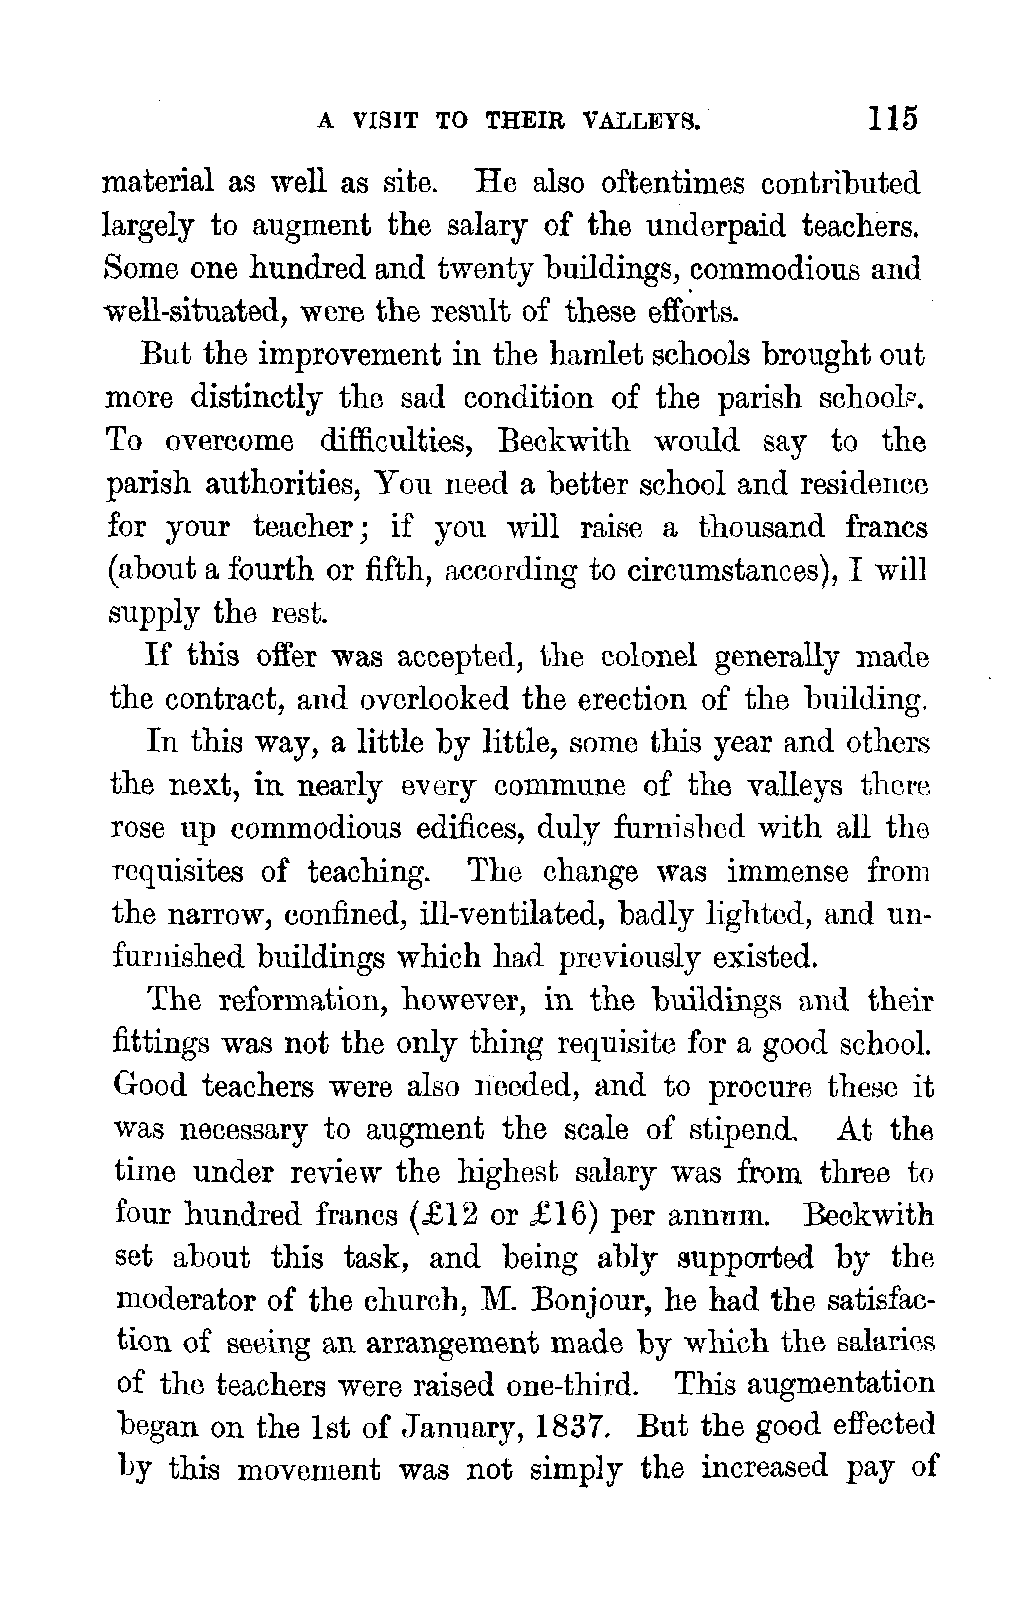 A VISIT TO THEIR VALLEYS. 115
material as well as site. He also oftentimes contributed
largely to augment the salary of the underpaid teachers.
Some one hundred and twenty buildings, commodious and
well-situated, were the result of these efforts.
But the improvement in the hamlet schools brought out
more distinctly the sad condition of the parish schools.
To overcome difficulties, Beckwith would say to the
parish authorities, You need a better school and residence
for your teacher; if you will raise a thousand francs
(about a fourth or fifth, according to circumstances), I will
supply the rest.
If this offer was accepted, the colonel generally made
the contract, and overlooked the erection of the building.
In this way, a little by little, some this year and others
the next, in nearly every commune of the valleys there
rose up commodious edifices, duly furnished with all the
requisites of teaching. The change was immense from
the narrow, confined, ill-ventilated, badly lighted, and un-
furnished buildings which had previously existed.
The reformation, however, in the buildings and their
fittings was not the only thing requisite for a good school.
Good teachers were also needed, and to procure these it
was necessary to augment the scale of stipend. At the
time under review the highest salary was from three to
four hundred francs (£12 or £16) per annum. Beckwith
set about this task, and being ably supported by the
moderator of the church, M. Bonjour, he had the satisfac-
tion of seeing an arrangement made by which the salaries
of the teachers were raised one-third. This augmentation
began on the 1st of January, 1837. But the good effected
by this movement was not simply the increased pay of